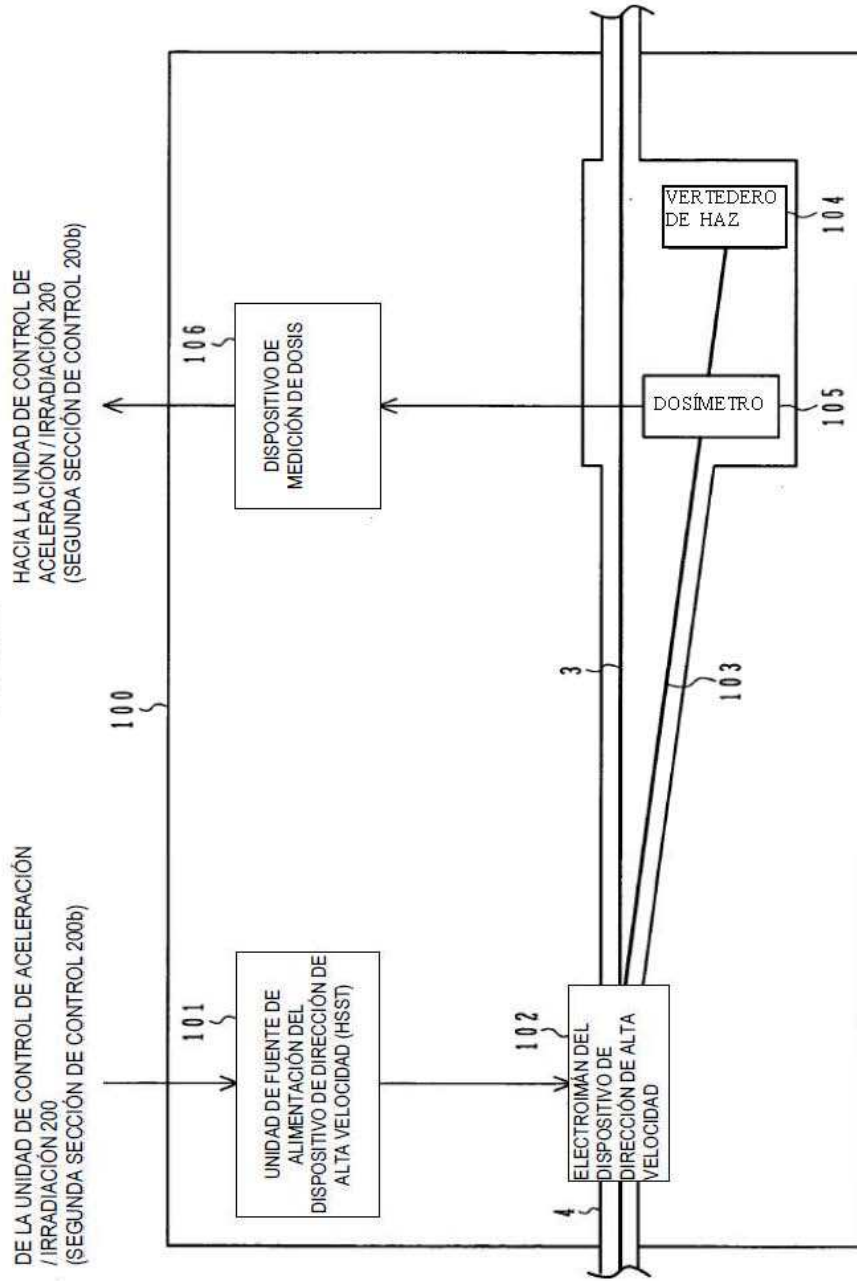 DE LA UNIDAD DE CONTROL DE ACELERACIÓN
/ IRRADIACIÓN 200
(SEGUNDA SECCIÓN DE CONTROL 200b)
HACIA LA UNIDAD DE CONTROL DE
ACELERACIÓN / IRRADIACIÓN 200
(SEGUNDA SECCIÓN DE CONTROL 200b)
100
101
UNIDAD DE FUENTE DE
ALIMENTACIÓN DEL
DISPOSITIVO DE DIRECCIÓN DE
ALTA VELOCIDAD (HSST)
106
DISPOSITIVO DE
MEDICIÓN DE DOSIS
102
ELECTROIMÁN DEL
DISPOSITIVO DE
DIRECCIÓN DE ALTA
VELOCIDAD
4
3
103
DOSÍMETRO
105
VERTEDERO
DE HAZ
104